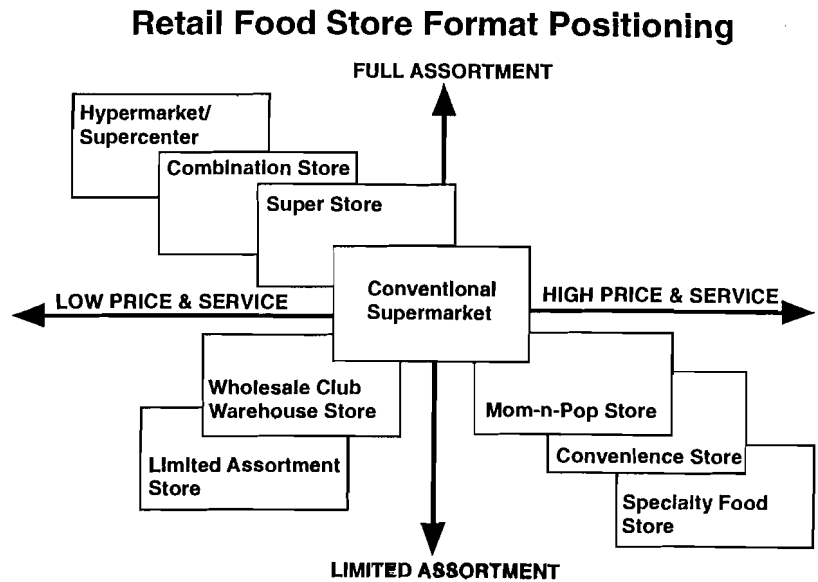 Retail Food Store Format Positioning
FULL ASSORTMENT
Hypermarket/
Supercenter
Combination Store
Super Store
Conventional
Supermarket
LOW PRICE & SERVICE
HIGH PRICE & SERVICE
Wholesale Club
Warehouse Store
Mom-n-Pop Store
Limited Assortment
Store
Convenience Store
Specialty Food
Store
LIMITED ASSORTMENT